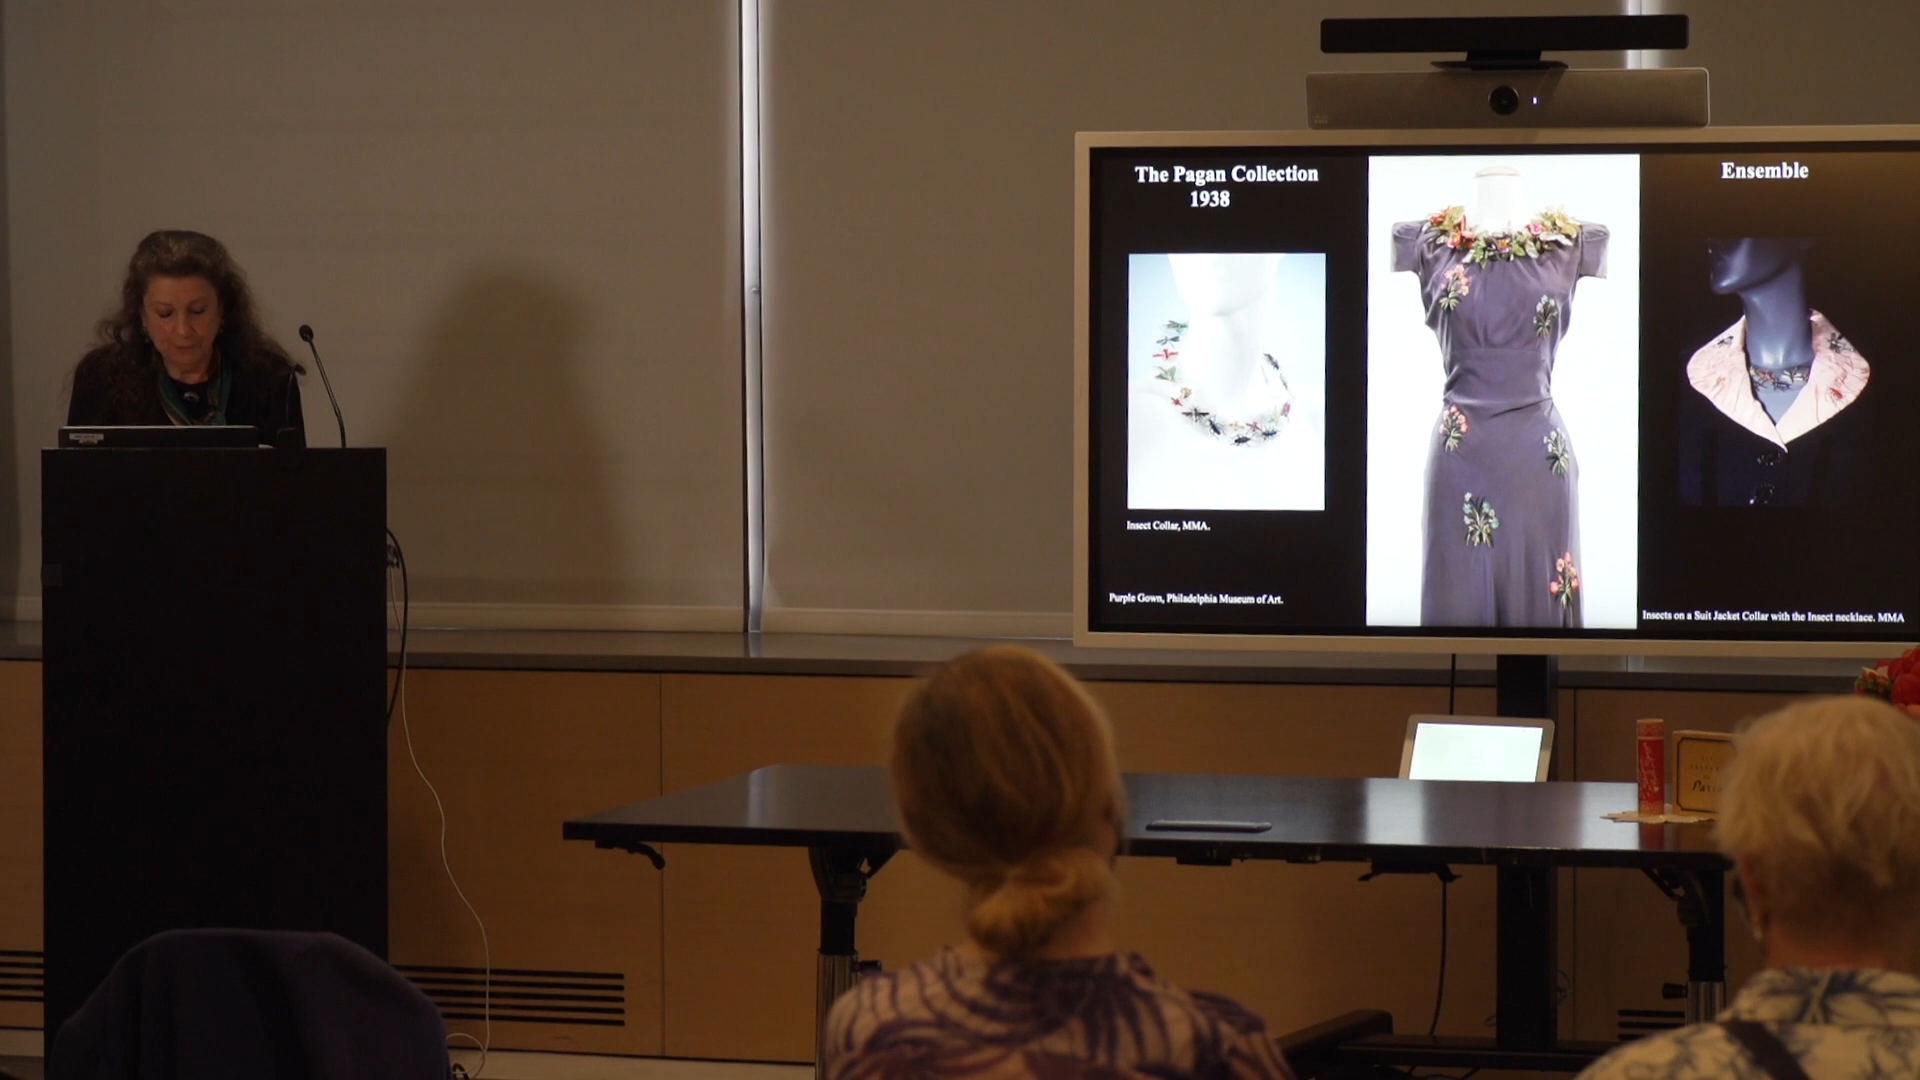 The Pagan Collection
1938
Ensemble
Insect Collar, MMA.
Purple Gown, Philadelphia Museum of Art.
Insects on a Suit Jacket Collar with the Insect necklace. MMA